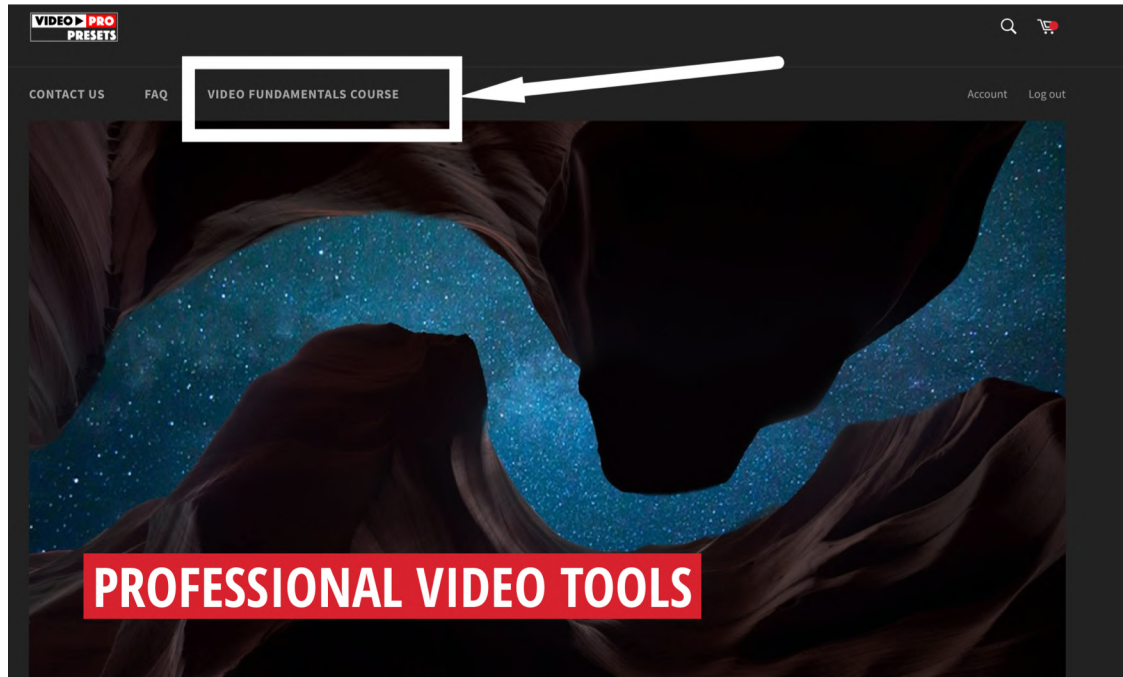 VIDEO PRO
PRESETS
CONTACT US FAQ VIDEO FUNDAMENTALS COURSE Account Log out
PROFESSIONAL VIDEO TOOLS